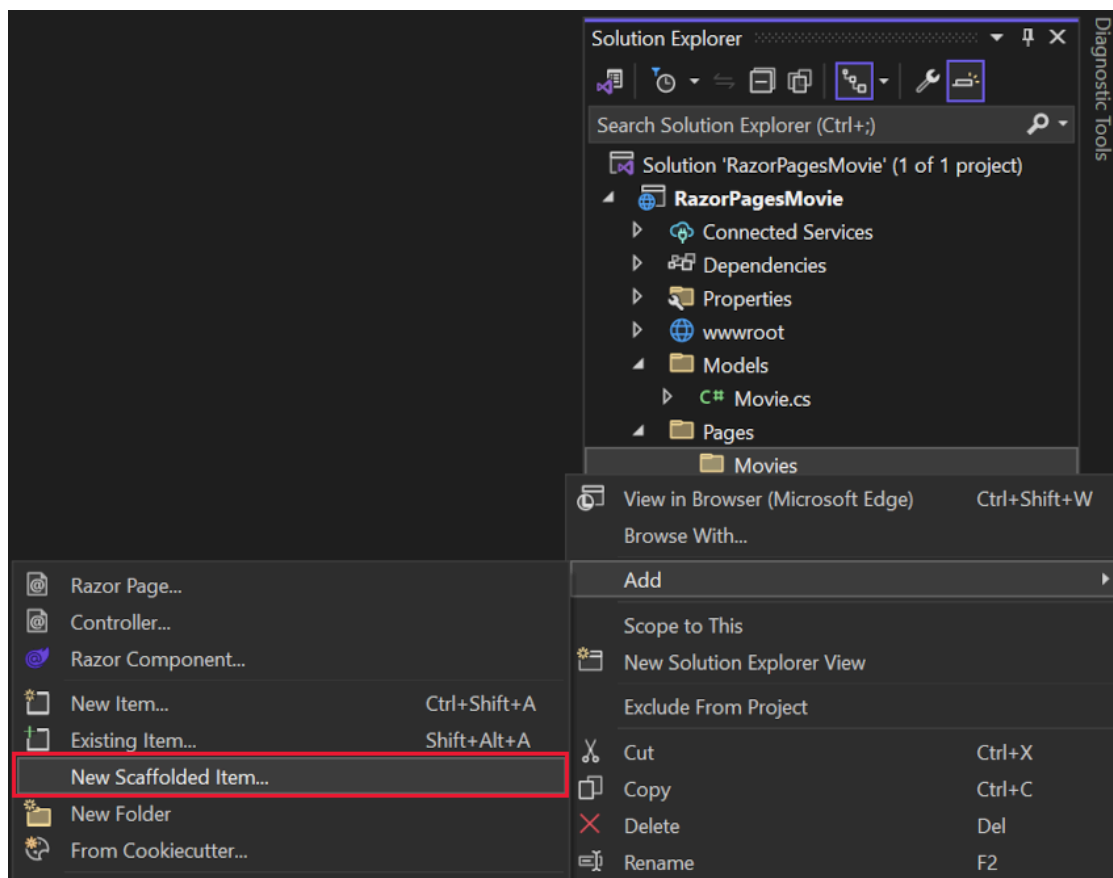 Solution Explorer
Diagnostic Tools
Search Solution Explorer (Ctrl+;)
Solution 'RazorPagesMovie' (1 of 1 project)
RazorPagesMovie
Connected Services
Dependencies
Properties
wwwroot
Models
C# Movie.cs
Pages
Movies
View in Browser (Microsoft Edge) Ctrl+Shift+W
Browse With...
Add
Scope to This
New Solution Explorer View
Exclude From Project
Cut Ctrl+X
Copy Ctrl+C
Delete Del
Rename F2
Razor Page...
Controller...
Razor Component...
New Item... Ctrl+Shift+A
Existing Item... Shift+Alt+A
New Scaffolded Item...
New Folder
From Cookiecutter...